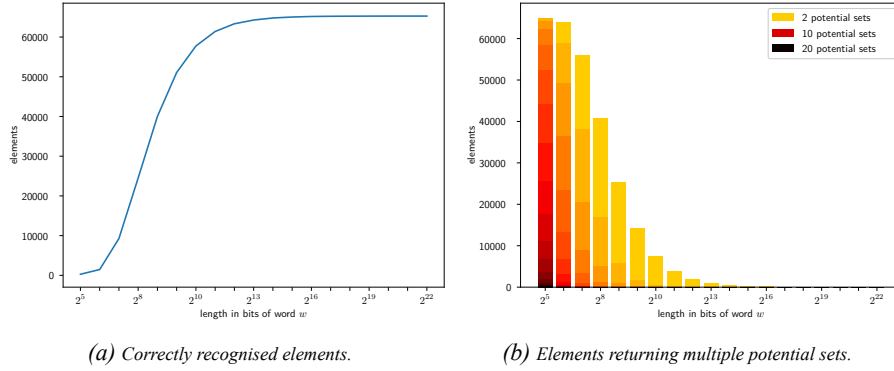 60000
50000
40000
30000
20000
10000
0
elements
2^5 2^8 2^10 2^13 2^16 2^19 2^22
length in bits of word w
(a) Correctly recognised elements.
2 potential sets
10 potential sets
20 potential sets
60000
50000
40000
30000
20000
10000
0
elements
2^5 2^8 2^10 2^13 2^16 2^19 2^22
length in bits of word w
(b) Elements returning multiple potential sets.